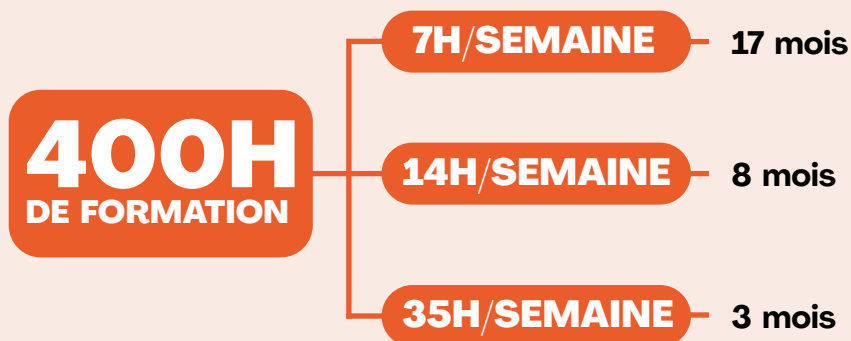 400H
DE FORMATION
7H/SEMAINE
17 mois
14H/SEMAINE
8 mois
35H/SEMAINE
3 mois